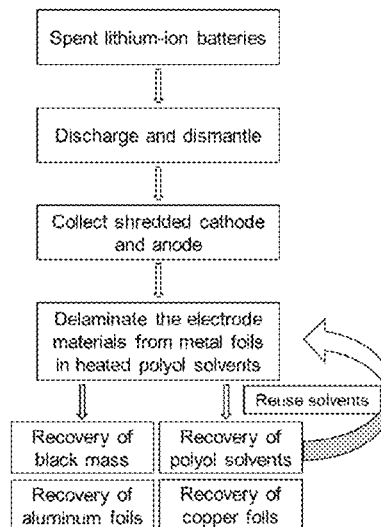 Spent lithium-ion batteries
Discharge and dismantle
Collect shredded cathode
and anode
Delaminate the electrode
materials from metal foils
in heated polyol solvents
Reuse solvents
Recovery of
black mass
Recovery of
polyol solvents
Recovery of
aluminum foils
Recovery of
copper foils